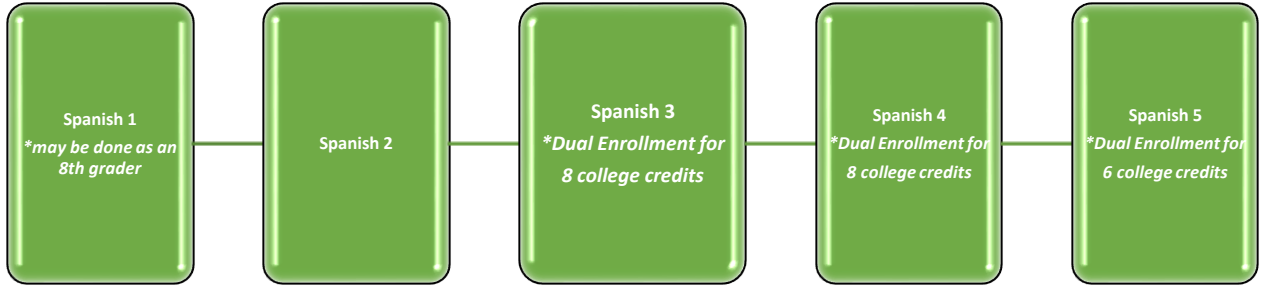 Spanish 1
*may be done as an
8th grader
Spanish 2
Spanish 3
*Dual Enrollment for
8 college credits
Spanish 4
*Dual Enrollment for
8 college credits
Spanish 5
*Dual Enrollment for
6 college credits